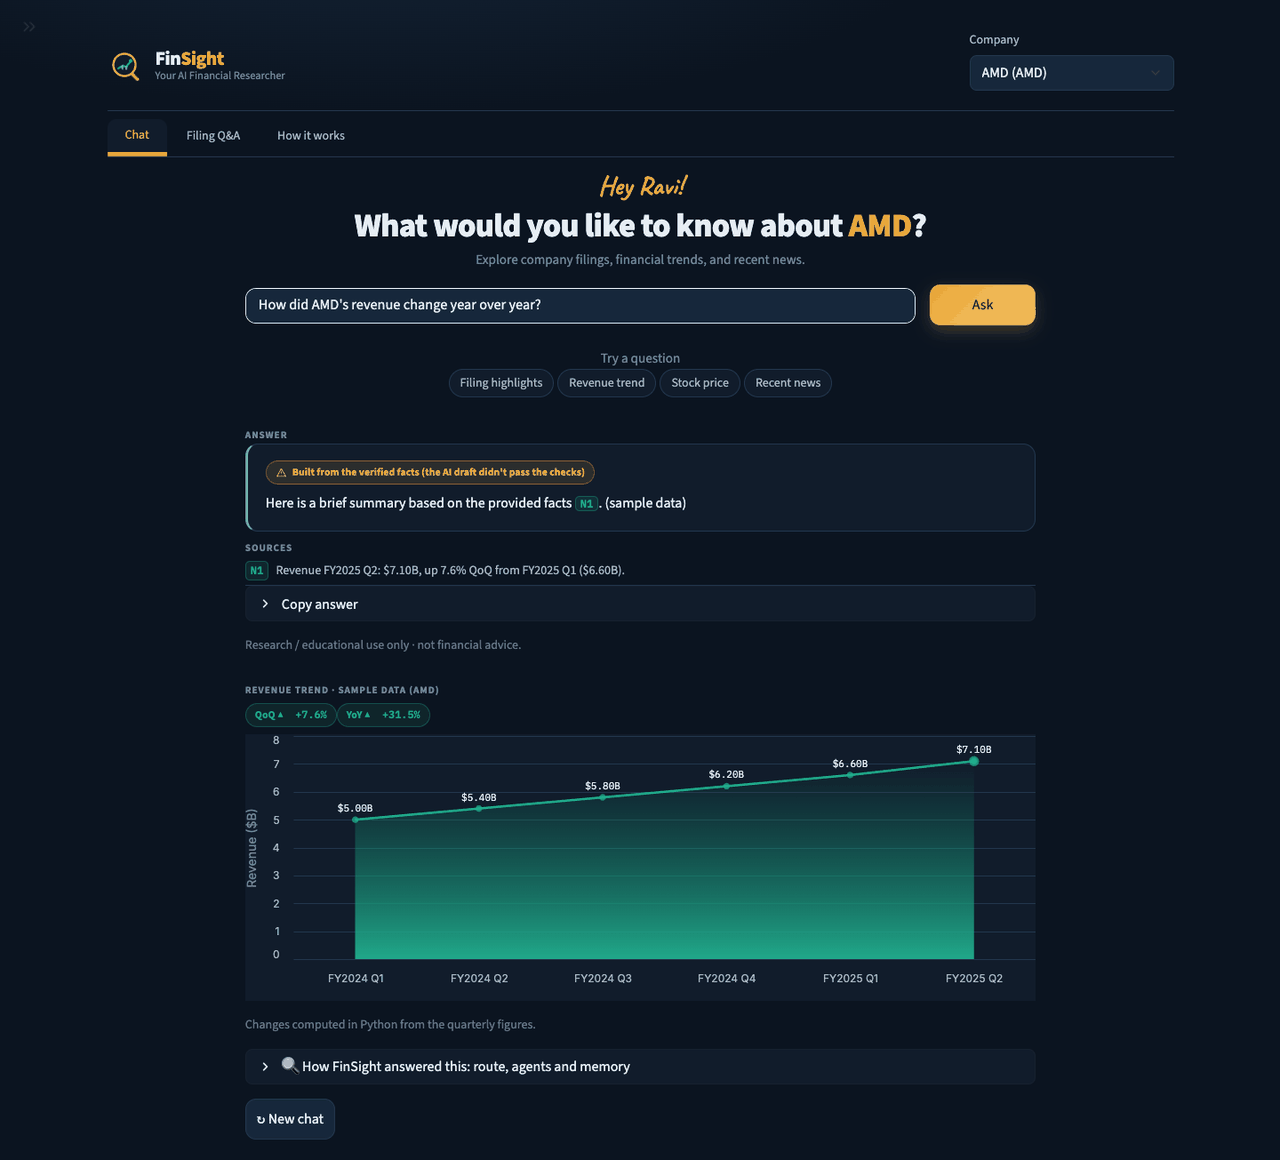 FinSight
Your AI Financial Researcher
Company
AMD (AMD)
Chat
Filing Q&A
How it works
Hey Ravi!
What would you like to know about AMD?
Explore company filings, financial trends, and recent news.
How did AMD's revenue change year over year?
Ask
Try a question
Filing highlights
Revenue trend
Stock price
Recent news
ANSWER
⚠ Built from the verified facts (the AI draft didn't pass the checks)
Here is a brief summary based on the provided facts N1. (sample data)
SOURCES
N1 Revenue FY2025 Q2: $7.10B, up 7.6% QoQ from FY2025 Q1 ($6.60B).
Copy answer
Research / educational use only · not financial advice.
REVENUE TREND · SAMPLE DATA (AMD)
QoQ ▲ +7.6%
YoY ▲ +31.5%
Revenue ($B)
8
7
6
5
4
3
2
1
0
$5.00B
$5.40B
$5.80B
$6.20B
$6.60B
$7.10B
FY2024 Q1
FY2024 Q2
FY2024 Q3
FY2024 Q4
FY2025 Q1
FY2025 Q2
Changes computed in Python from the quarterly figures.
🔍 How FinSight answered this: route, agents and memory
↻ New chat